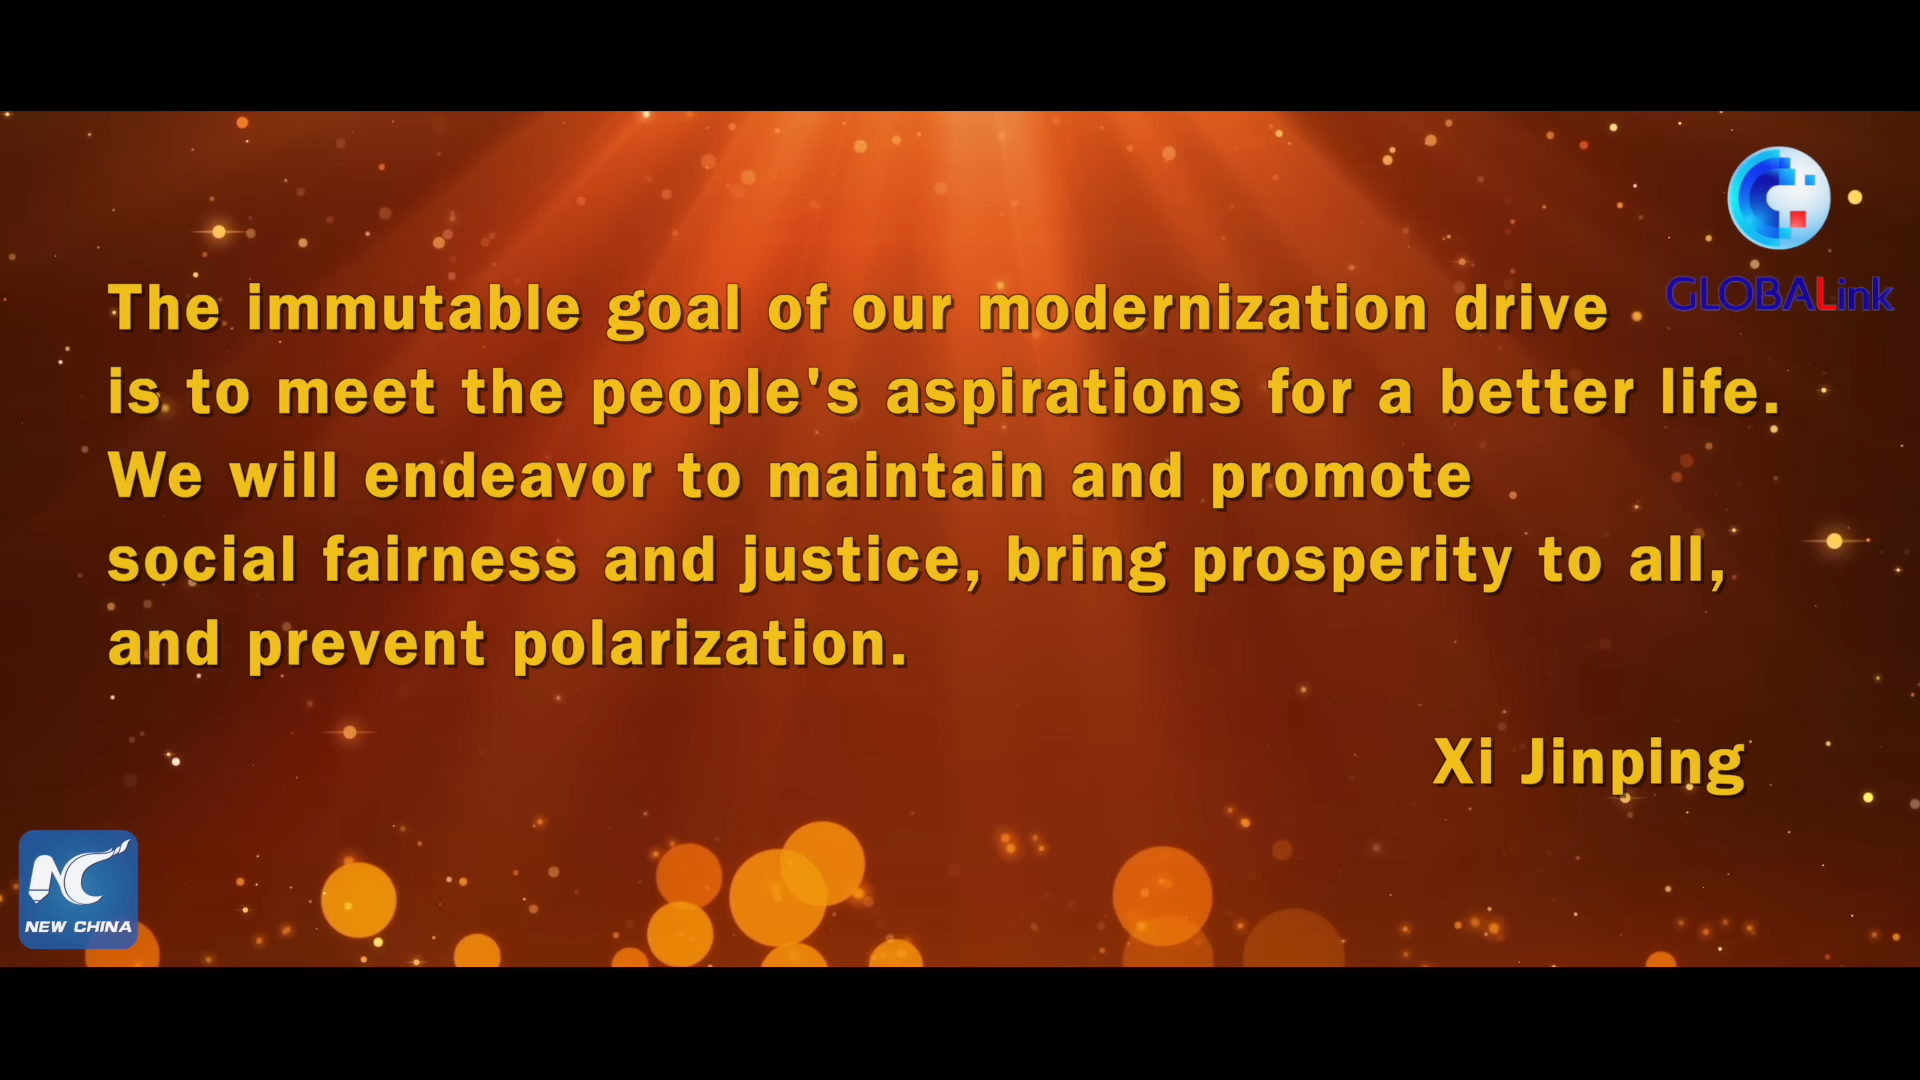 GLOBALink
The immutable goal of our modernization drive
is to meet the people's aspirations for a better life.
We will endeavor to maintain and promote
social fairness and justice, bring prosperity to all,
and prevent polarization.
Xi Jinping
NC
NEW CHINA